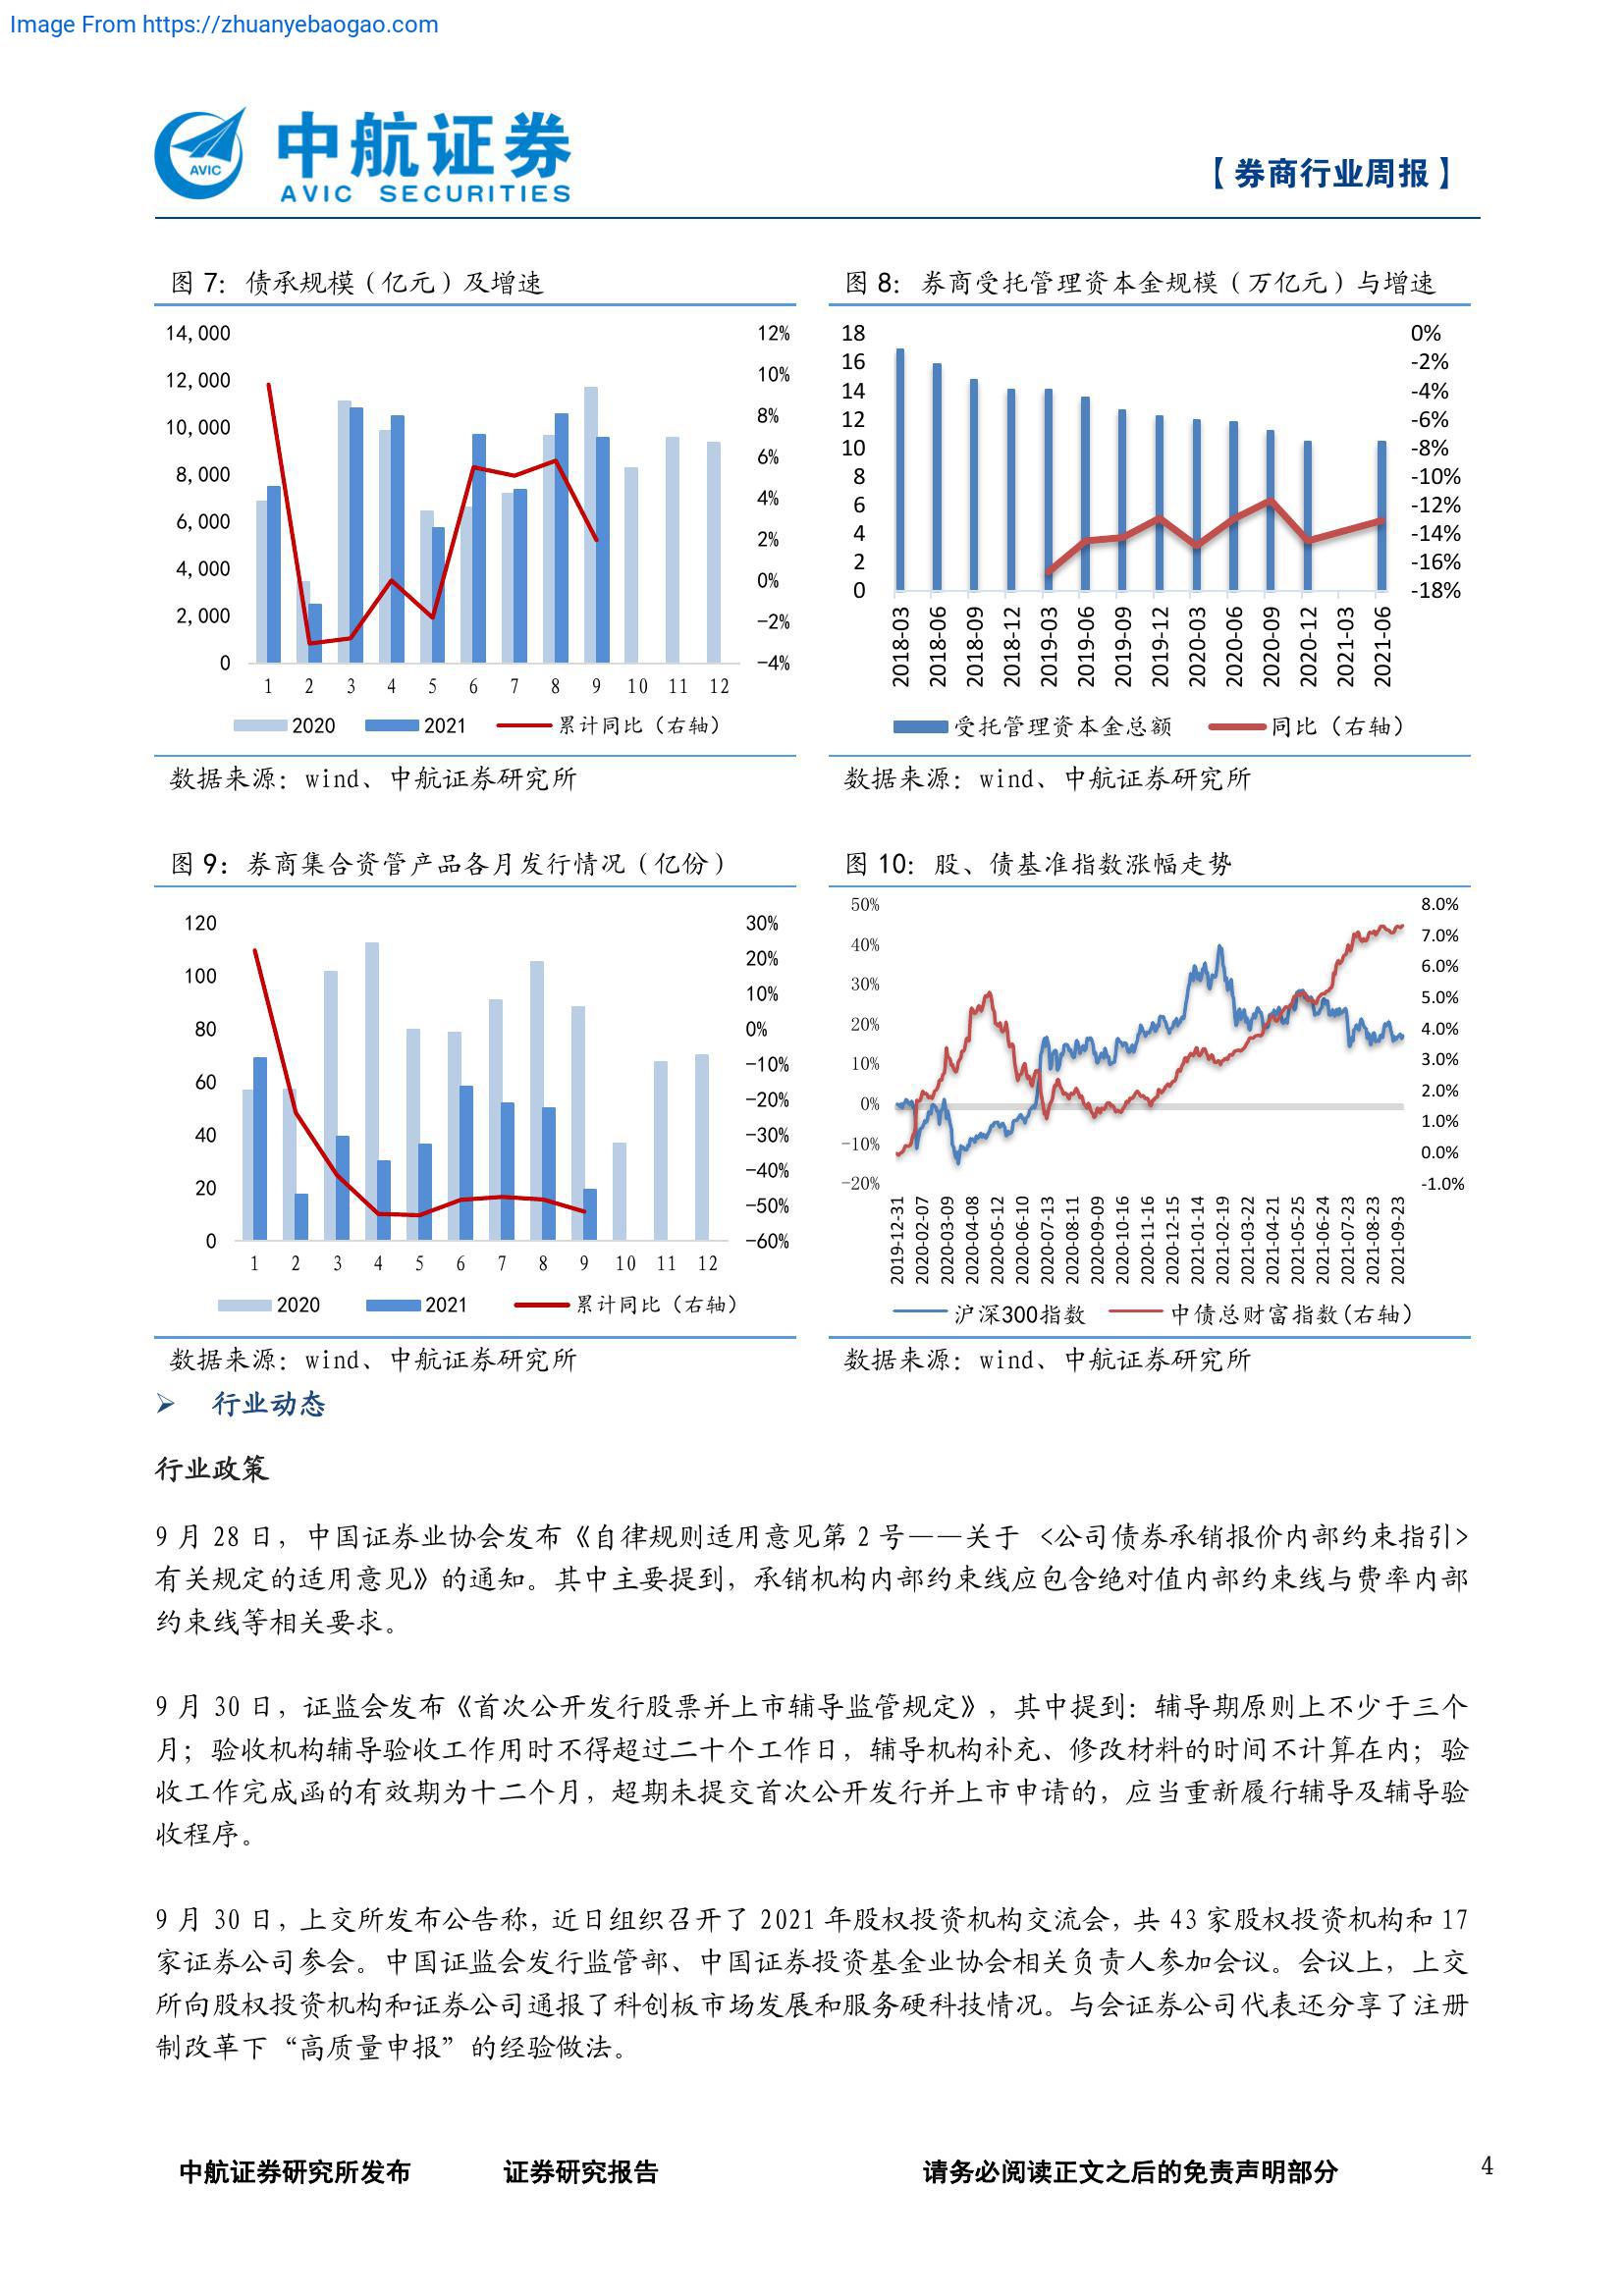 Image From https://zhuanyebaogao.com
AVIC
中航证券
AVIC SECURITIES
【券商行业周报】
图 7：债承规模（亿元）及增速
14,000
12,000
10,000
8,000
6,000
4,000
2,000
0
12%
10%
8%
6%
4%
2%
0%
-2%
-4%
1 2 3 4 5 6 7 8 9 10 11 12
2020 2021 累计同比（右轴）
数据来源：wind、中航证券研究所
图 8：券商受托管理资本金规模（万亿元）与增速
18
16
14
12
10
8
6
4
2
0
0%
-2%
-4%
-6%
-8%
-10%
-12%
-14%
-16%
-18%
2018-03 2018-06 2018-09 2018-12 2019-03 2019-06 2019-09 2019-12 2020-03 2020-06 2020-09 2020-12 2021-03 2021-06
受托管理资本金总额 同比（右轴）
数据来源：wind、中航证券研究所
图 9：券商集合资管产品各月发行情况（亿份）
120
100
80
60
40
20
0
30%
20%
10%
0%
-10%
-20%
-30%
-40%
-50%
-60%
1 2 3 4 5 6 7 8 9 10 11 12
2020 2021 累计同比（右轴）
数据来源：wind、中航证券研究所
图 10：股、债基准指数涨幅走势
50%
40%
30%
20%
10%
0%
-10%
-20%
8.0%
7.0%
6.0%
5.0%
4.0%
3.0%
2.0%
1.0%
0.0%
-1.0%
2019-12-31 2020-02-07 2020-03-09 2020-04-08 2020-05-12 2020-06-10 2020-07-13 2020-08-11 2020-09-09 2020-10-16 2020-11-16 2020-12-15 2021-01-14 2021-02-19 2021-03-22 2021-04-21 2021-05-25 2021-06-24 2021-07-23 2021-08-23 2021-09-23
沪深300指数 中债总财富指数(右轴)
数据来源：wind、中航证券研究所
➢ 行业动态
行业政策
9 月 28 日，中国证券业协会发布《自律规则适用意见第 2 号——关于 <公司债券承销报价内部约束指引>
有关规定的适用意见》的通知。其中主要提到，承销机构内部约束线应包含绝对值内部约束线与费率内部
约束线等相关要求。
9 月 30 日，证监会发布《首次公开发行股票并上市辅导监管规定》，其中提到：辅导期原则上不少于三个
月；验收机构辅导验收工作用时不得超过二十个工作日，辅导机构补充、修改材料的时间不计算在内；验
收工作完成函的有效期为十二个月，超期未提交首次公开发行并上市申请的，应当重新履行辅导及辅导验
收程序。
9 月 30 日，上交所发布公告称，近日组织召开了 2021 年股权投资机构交流会，共 43 家股权投资机构和 17
家证券公司参会。中国证监会发行监管部、中国证券投资基金业协会相关负责人参加会议。会议上，上交
所向股权投资机构和证券公司通报了科创板市场发展和服务硬科技情况。与会证券公司代表还分享了注册
制改革下“高质量申报”的经验做法。
中航证券研究所发布 证券研究报告 请务必阅读正文之后的免责声明部分 4